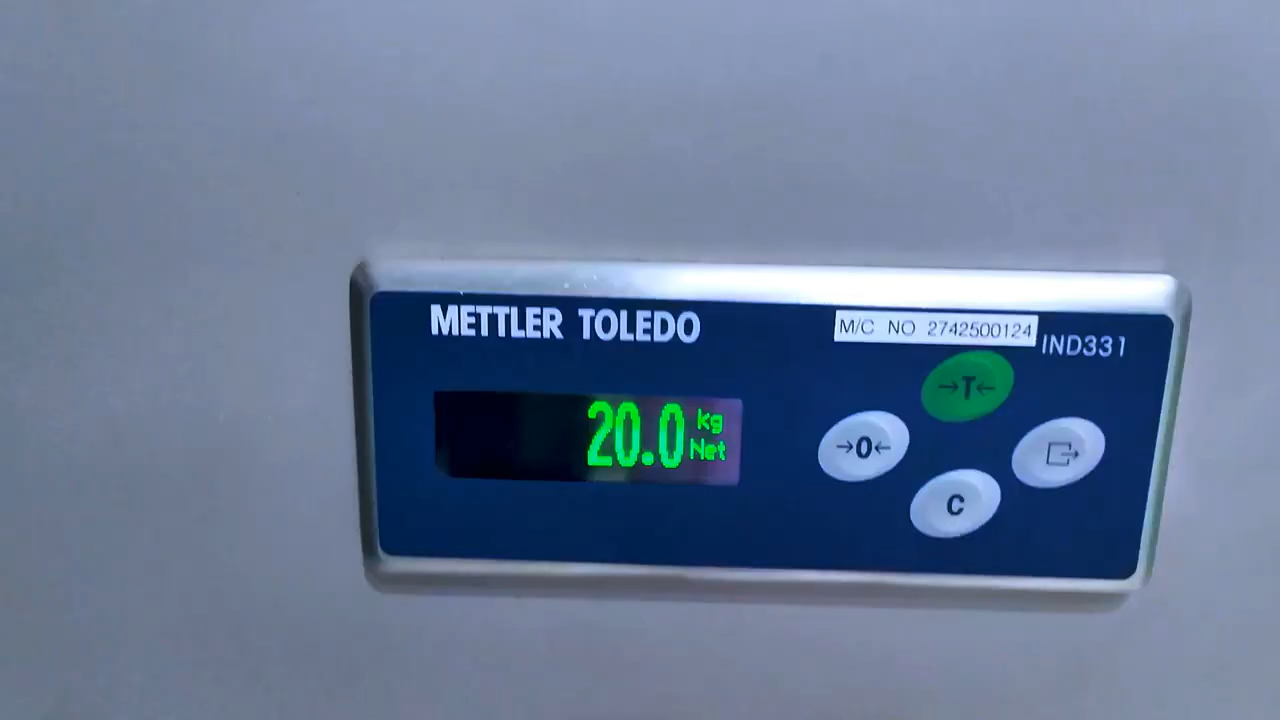 METTLER TOLEDO
M/C NO 2742500124
IND331
→T←
20.0 kg
Net
→0←
C